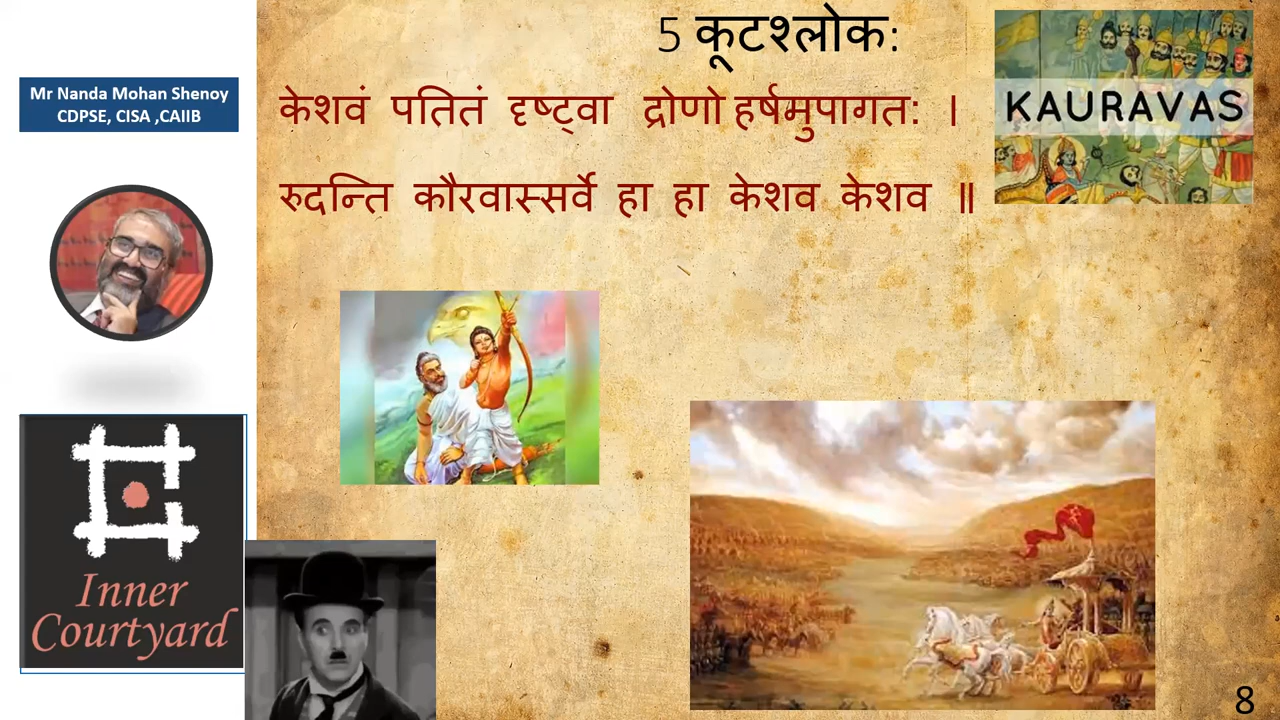 5 कूटश्लोक:
KAURAVAS
Mr Nanda Mohan Shenoy
CDPSE, CISA ,CAIIB
केशवं पतितं दृष्ट्वा द्रोणो हर्षमुपागत: ।
रुदन्ति कौरवास्सर्वे हा हा केशव केशव ॥
Inner
Courtyard
8